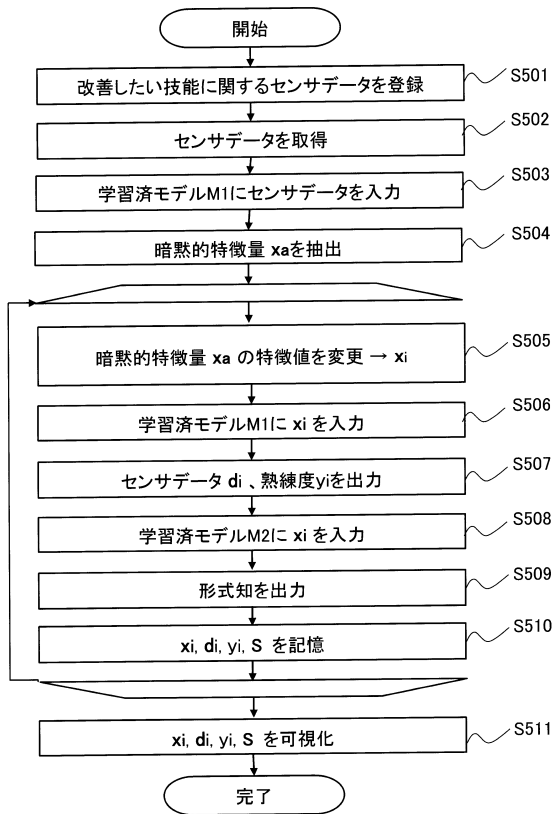 開始
改善したい技能に関するセンサデータを登録
S501
センサデータを取得
S502
学習済モデルM1にセンサデータを入力
S503
暗黙的特徴量 xaを抽出
S504
暗黙的特徴量 xa の特徴値を変更 → xi
S505
学習済モデルM1に xi を入力
S506
センサデータ di 、熟練度yiを出力
S507
学習済モデルM2に xi を入力
S508
形式知を出力
S509
xi, di, yi, S を記憶
S510
xi, di, yi, S を可視化
S511
完了